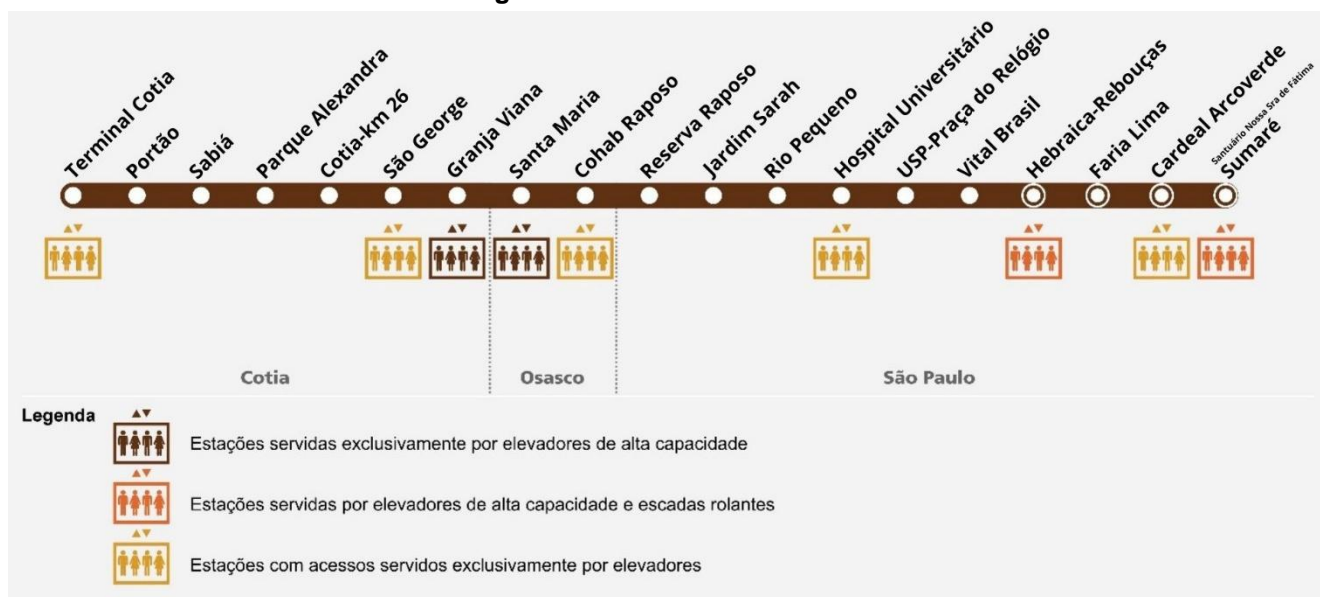 g
Terminal Cotia
Portão
Sabiá
Parque Alexandra
Cotia-km 26
São George
Granja Viana
Santa Maria
Cohab Raposo
Reserva Raposo
Jardim Sarah
Rio Pequeno
Hospital Universitário
USP-Praça do Relógio
Vital Brasil
Hebraica-Rebouças
Faria Lima
Cardeal Arcoverde
Santuário Nossa Sra de Fátima
Sumaré
Cotia
Osasco
São Paulo
Legenda
Estações servidas exclusivamente por elevadores de alta capacidade
Estações servidas por elevadores de alta capacidade e escadas rolantes
Estações com acessos servidos exclusivamente por elevadores